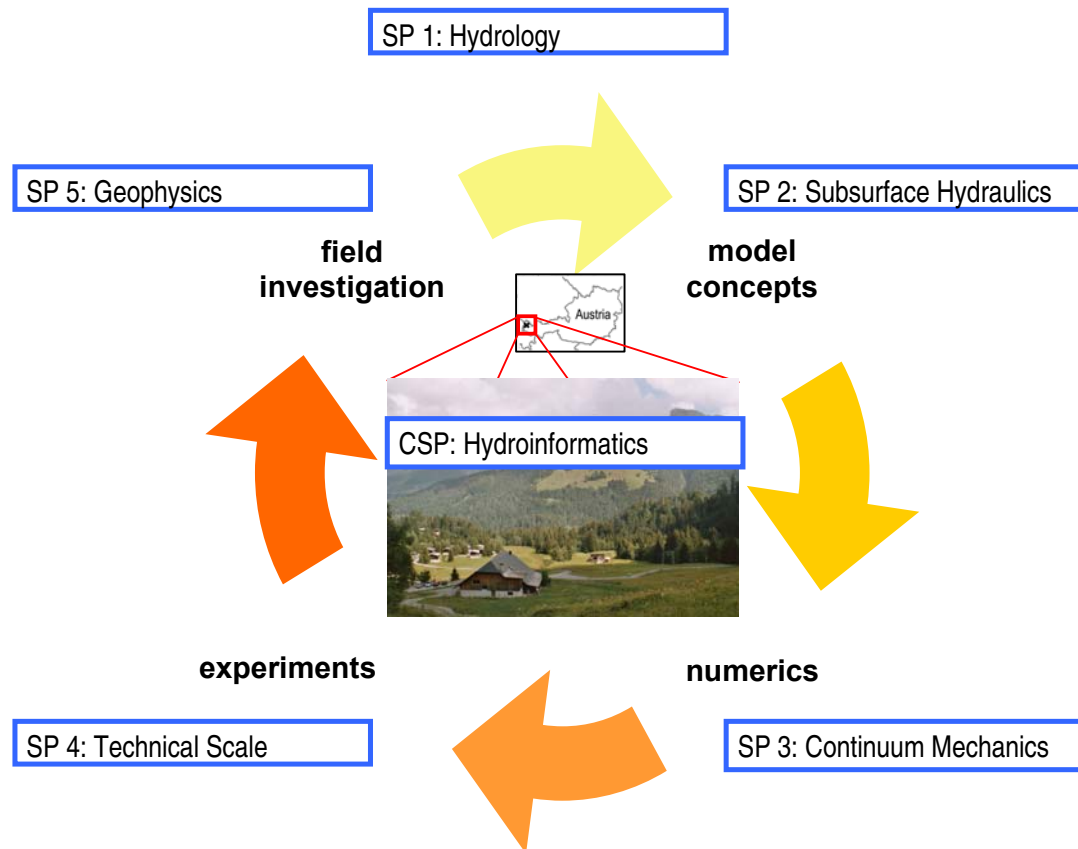 SP 1: Hydrology
SP 5: Geophysics
SP 2: Subsurface Hydraulics
field
investigation
model
concepts
Austria
CSP: Hydroinformatics
experiments
numerics
SP 4: Technical Scale
SP 3: Continuum Mechanics